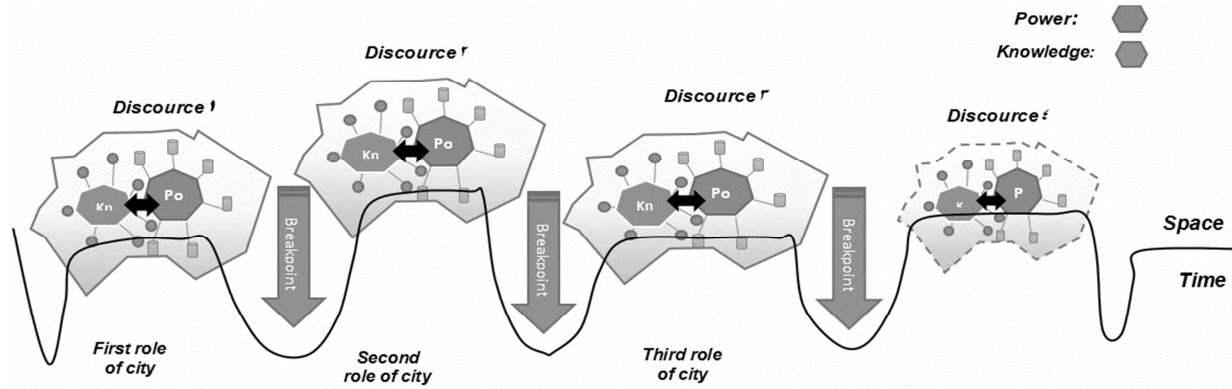 Power:
Knowledge:
Discource ۱
Discource ۲
Discource ۳
Discource ٤
Kn
Po
Kn
Po
Kn
Po
K
P
Breakpoint
Breakpoint
Breakpoint
Space
Time
First role
of city
Second
role of city
Third role
of city